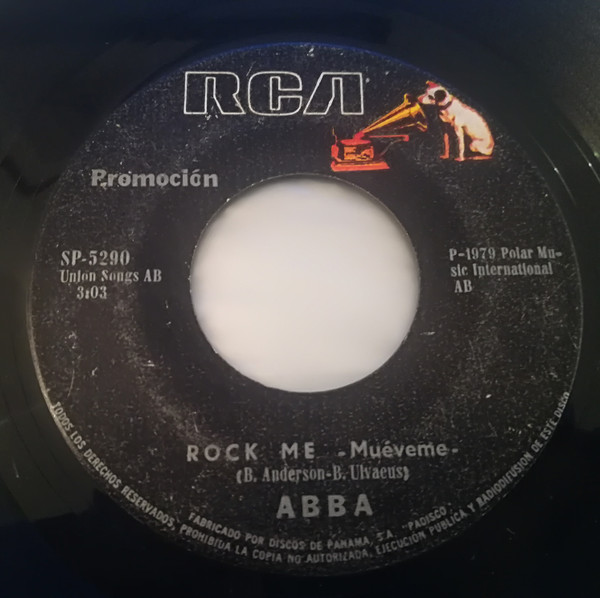 RCA
Promoción
SP-5290
Unión Songs AB
3:03
P-1979 Polar Mu-
sic International
AB
ROCK ME -Muéveme-
(B. Anderson-B. Ulvaeus)
ABBA
TODOS LOS DERECHOS RESERVADOS, PROHIBIDA LA COPIA NO AUTORIZADA, EJECUCIÓN PUBLICA Y RADIODIFUSION DE ESTE DISCO
FABRICADO POR DISCOS DE PANAMA, S.A. "PADISCO"